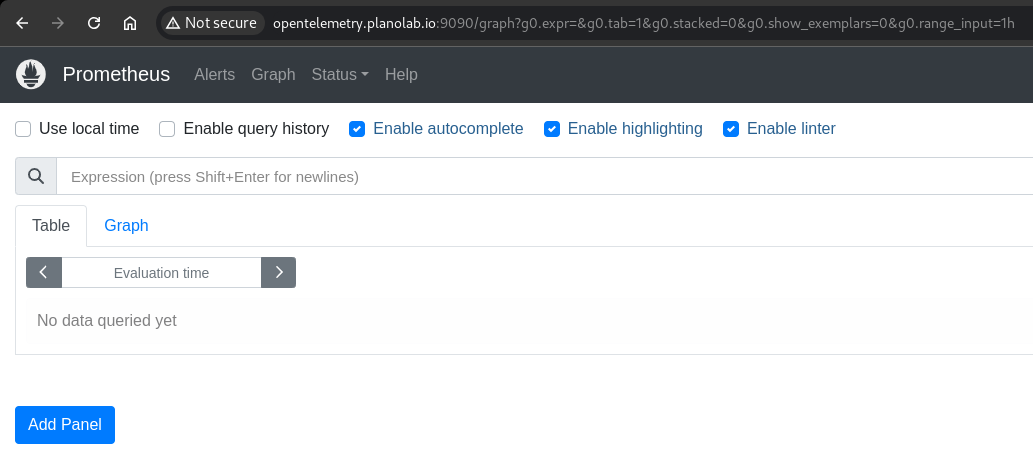 Not secure opentelemetry.planolab.io:9090/graph?g0.expr=&g0.tab=1&g0.stacked=0&g0.show_exemplars=0&g0.range_input=1h
Prometheus Alerts Graph Status Help
Use local time Enable query history Enable autocomplete Enable highlighting Enable linter
Expression (press Shift+Enter for newlines)
Table Graph
Evaluation time
No data queried yet
Add Panel